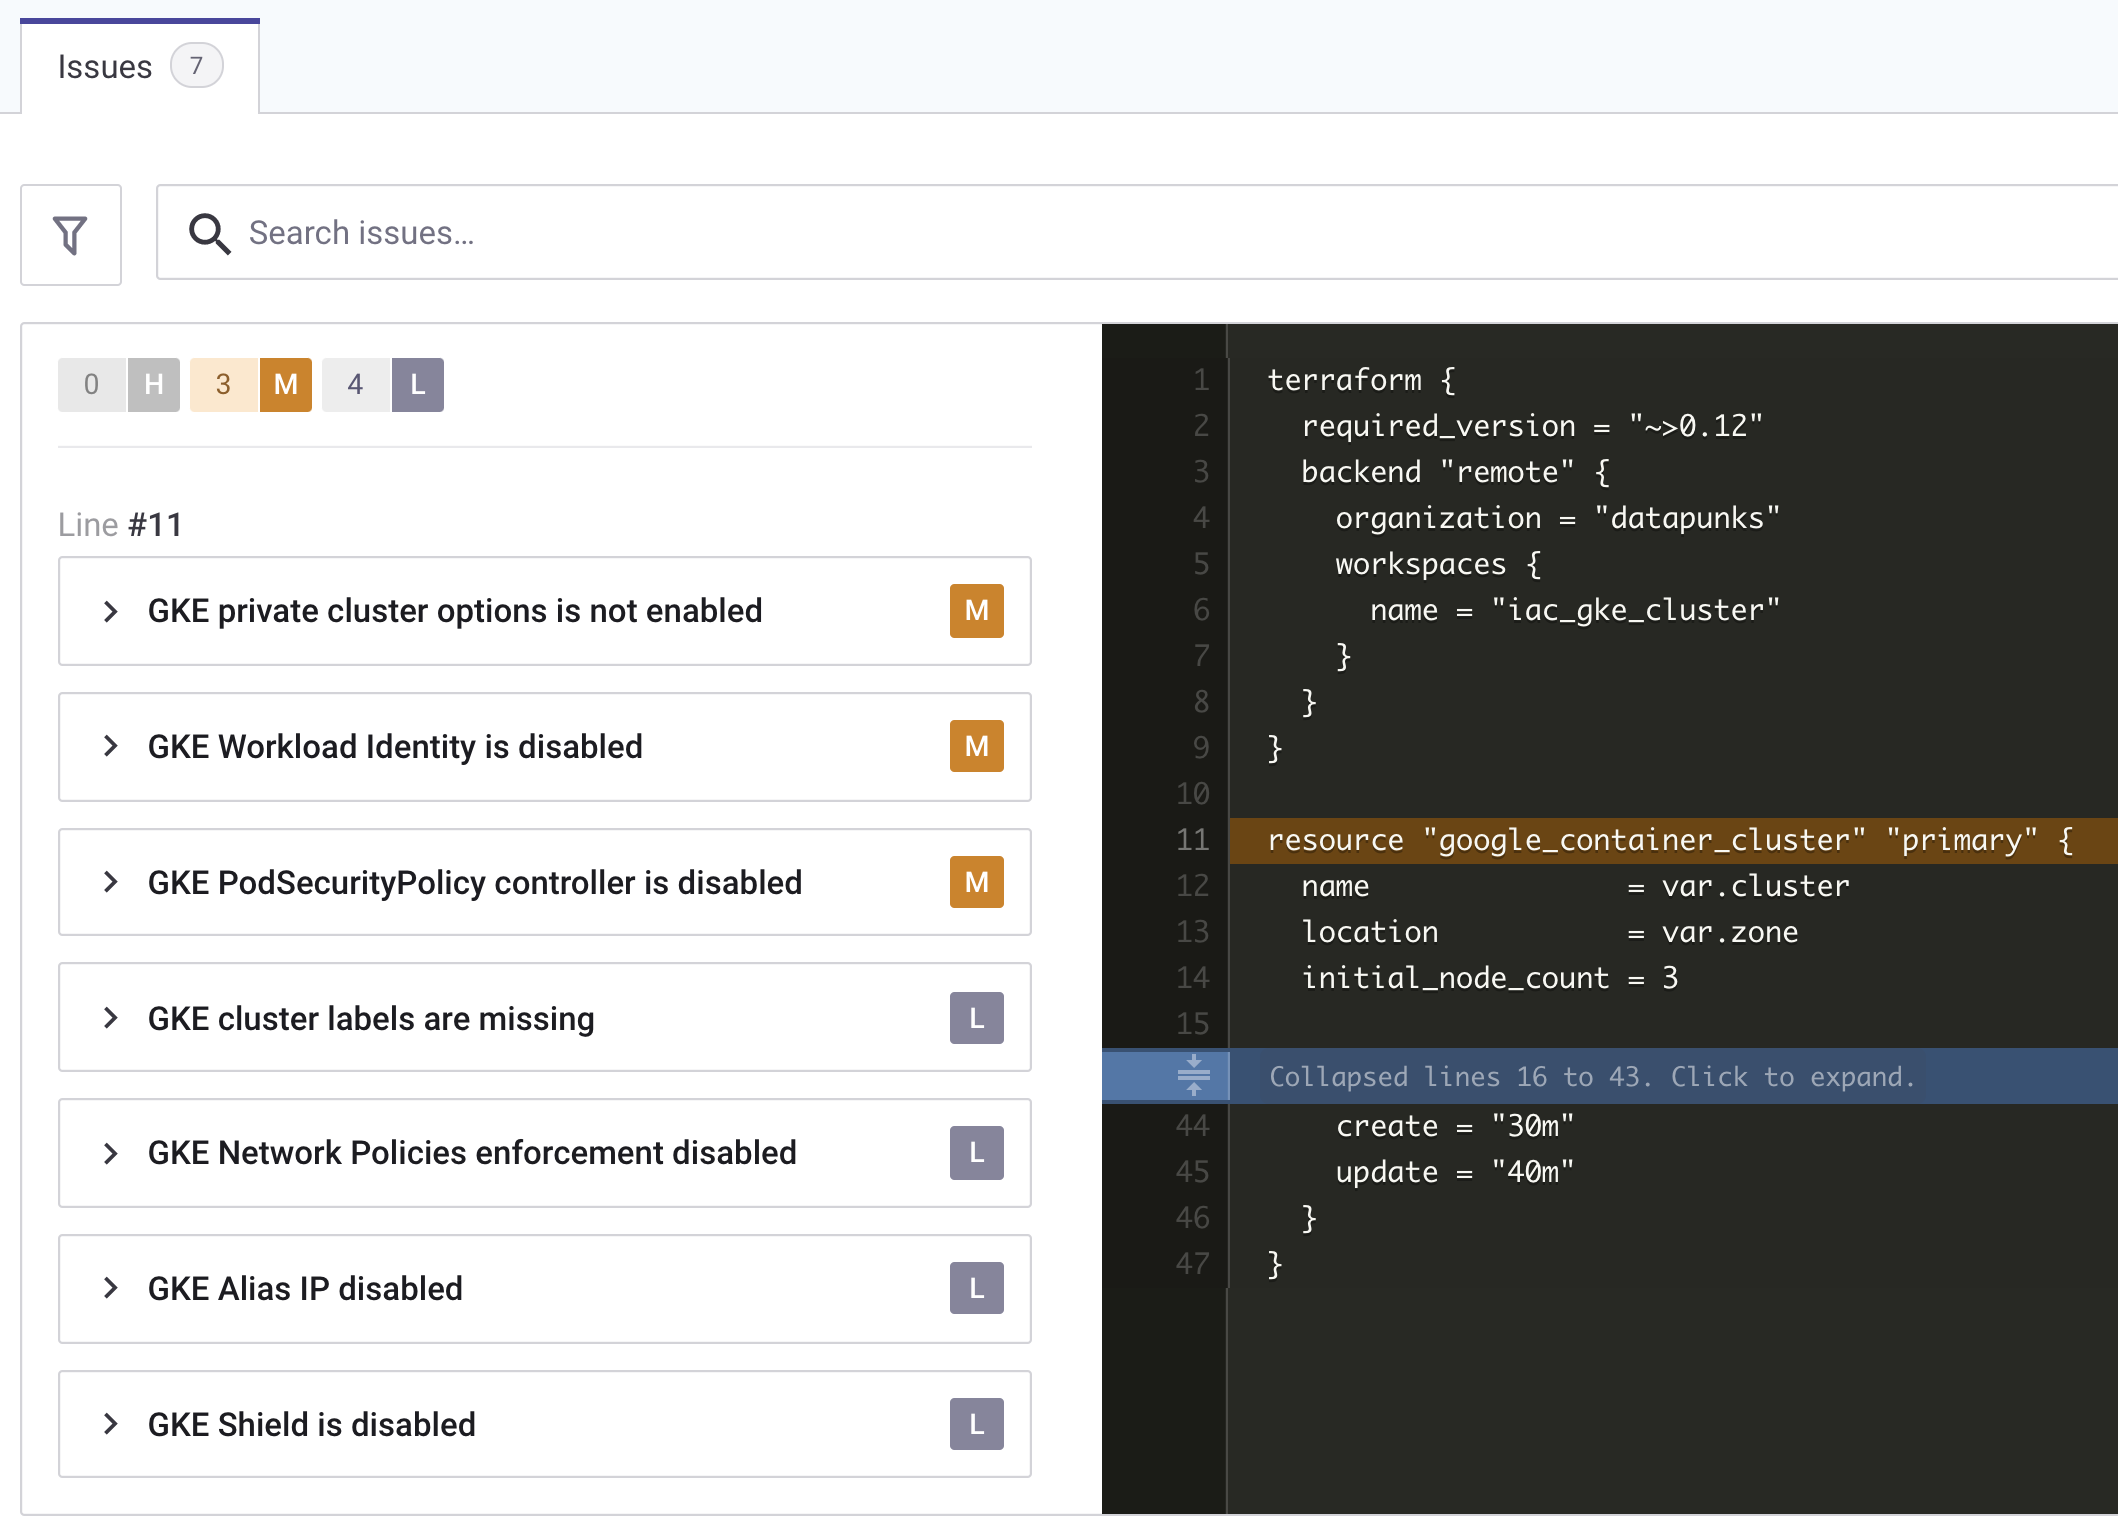 Issues 7
Search issues...
0 H 3 M 4 L
Line #11
GKE private cluster options is not enabled M
GKE Workload Identity is disabled M
GKE PodSecurityPolicy controller is disabled M
GKE cluster labels are missing L
GKE Network Policies enforcement disabled L
GKE Alias IP disabled L
GKE Shield is disabled L
1 terraform {
2   required_version = "~>0.12"
3   backend "remote" {
4     organization = "datapunks"
5     workspaces {
6       name = "iac_gke_cluster"
7     }
8   }
9 }
10
11 resource "google_container_cluster" "primary" {
12   name               = var.cluster
13   location           = var.zone
14   initial_node_count = 3
15
Collapsed lines 16 to 43. Click to expand.
44     create = "30m"
45     update = "40m"
46   }
47 }